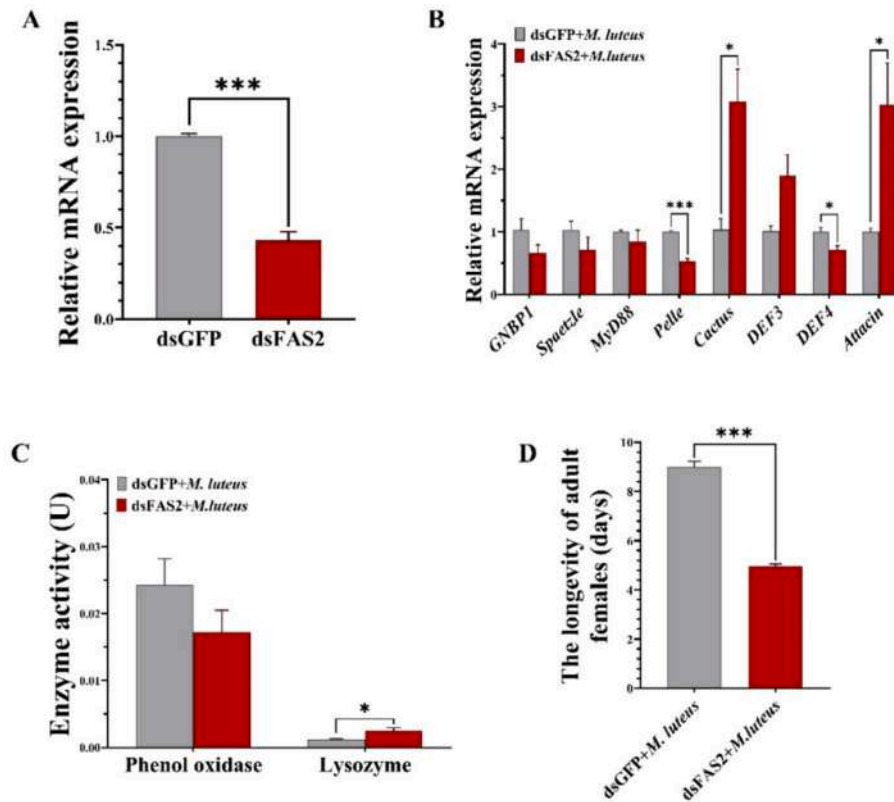 A
Relative mRNA expression
1.5
1.0
0.5
0.0
***
dsGFP
dsFAS2
B
dsGFP+M. luteus
dsFAS2+M.luteus
Relative mRNA expression
4
3
2
1
0
***
*
*
*
GNBP1
Spaetzle
MyD88
Pelle
Cactus
DEF3
DEF4
Attacin
C
dsGFP+M. luteus
dsFAS2+M.luteus
Enzyme activity (U)
0.04
0.03
0.02
0.01
0.00
*
Phenol oxidase
Lysozyme
D
The longevity of adult
females (days)
10
8
6
4
2
0
***
dsGFP+M. luteus
dsFAS2+M.luteus